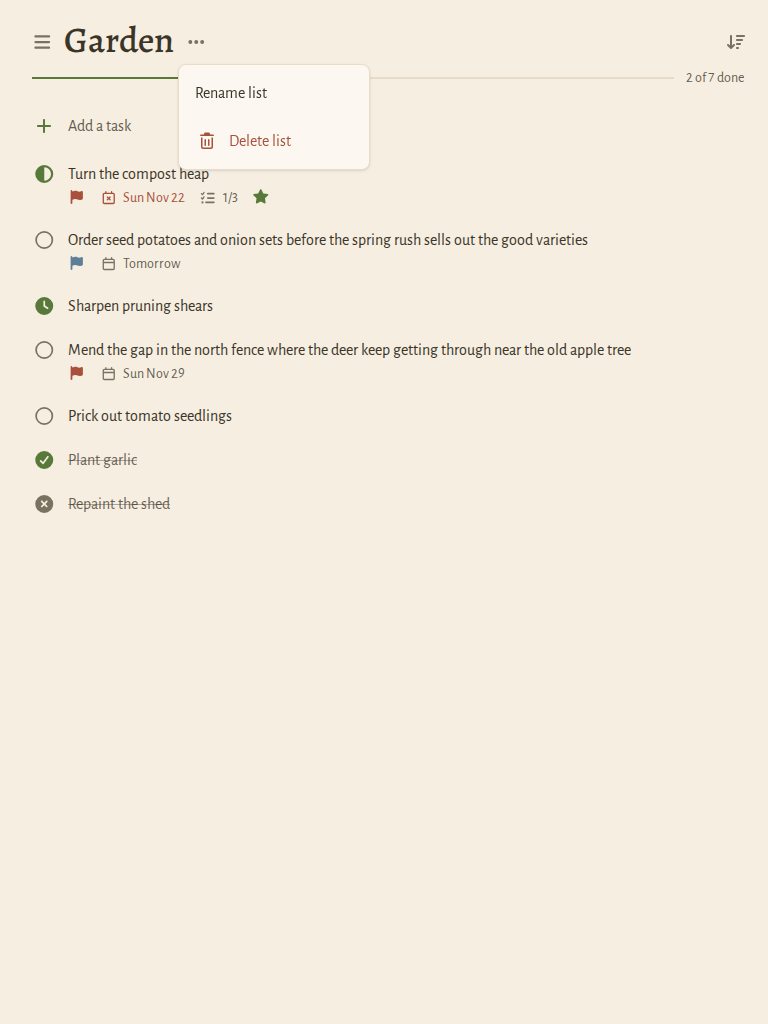 Garden
2 of 7 done
Rename list
Delete list
Add a task
Turn the compost heap
Sun Nov 22 1/3
Order seed potatoes and onion sets before the spring rush sells out the good varieties
Tomorrow
Sharpen pruning shears
Mend the gap in the north fence where the deer keep getting through near the old apple tree
Sun Nov 29
Prick out tomato seedlings
Plant garlic
Repaint the shed